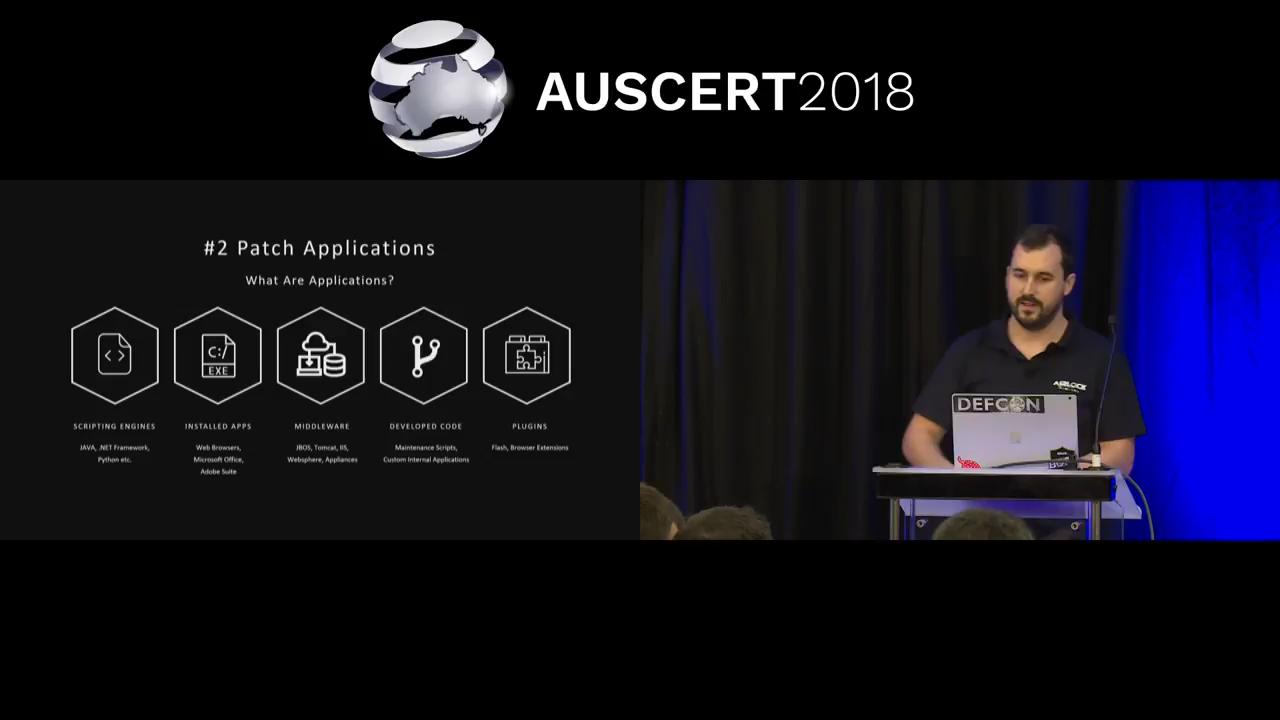 AUSCERT2018
#2 Patch Applications
What Are Applications?
C:/
EXE
SCRIPTING ENGINES
JAVA, .NET Framework,
Python etc.
INSTALLED APPS
Web Browsers,
Microsoft Office,
Adobe Suite
MIDDLEWARE
JBOS, Tomcat, IIS,
Websphere, Appliances
DEVELOPED CODE
Maintenance Scripts,
Custom Internal Applications
PLUGINS
Flash, Browser Extensions
AIRLOCK
DEFCON